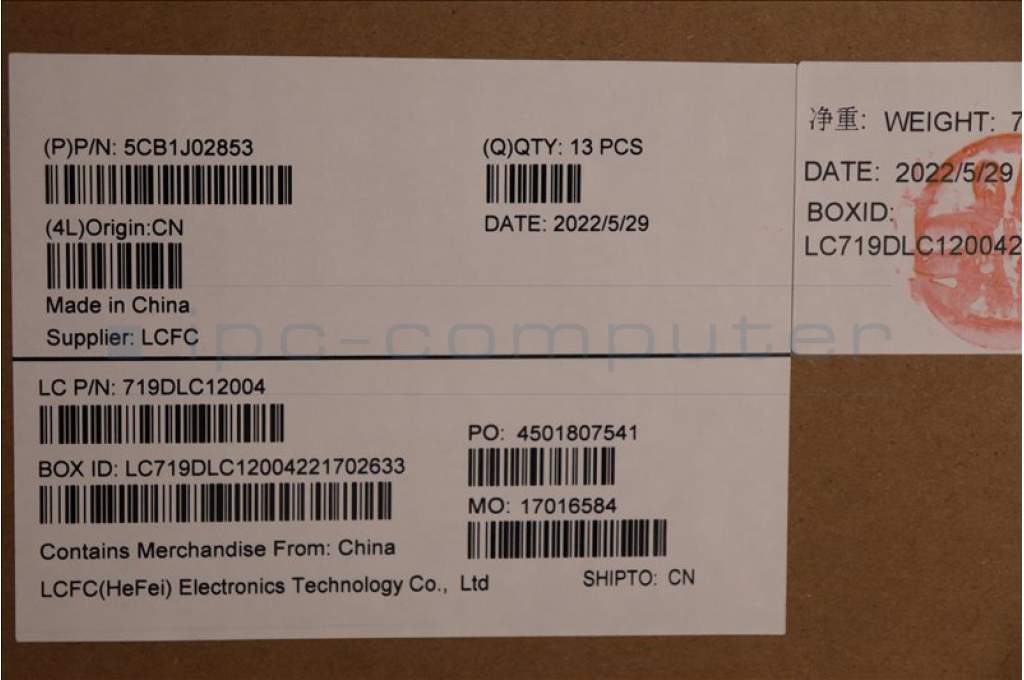 (P)P/N: 5CB1J02853
(Q)QTY: 13 PCS
(4L)Origin:CN
DATE: 2022/5/29
Made in China
Supplier: LCFC
LC P/N: 719DLC12004
PO: 4501807541
BOX ID: LC719DLC12004221702633
MO: 17016584
Contains Merchandise From: China
LCFC(HeFei) Electronics Technology Co., Ltd
SHIPTO: CN
净重: WEIGHT: 7
DATE: 2022/5/29
BOXID:
LC719DLC120042
ipc-computer